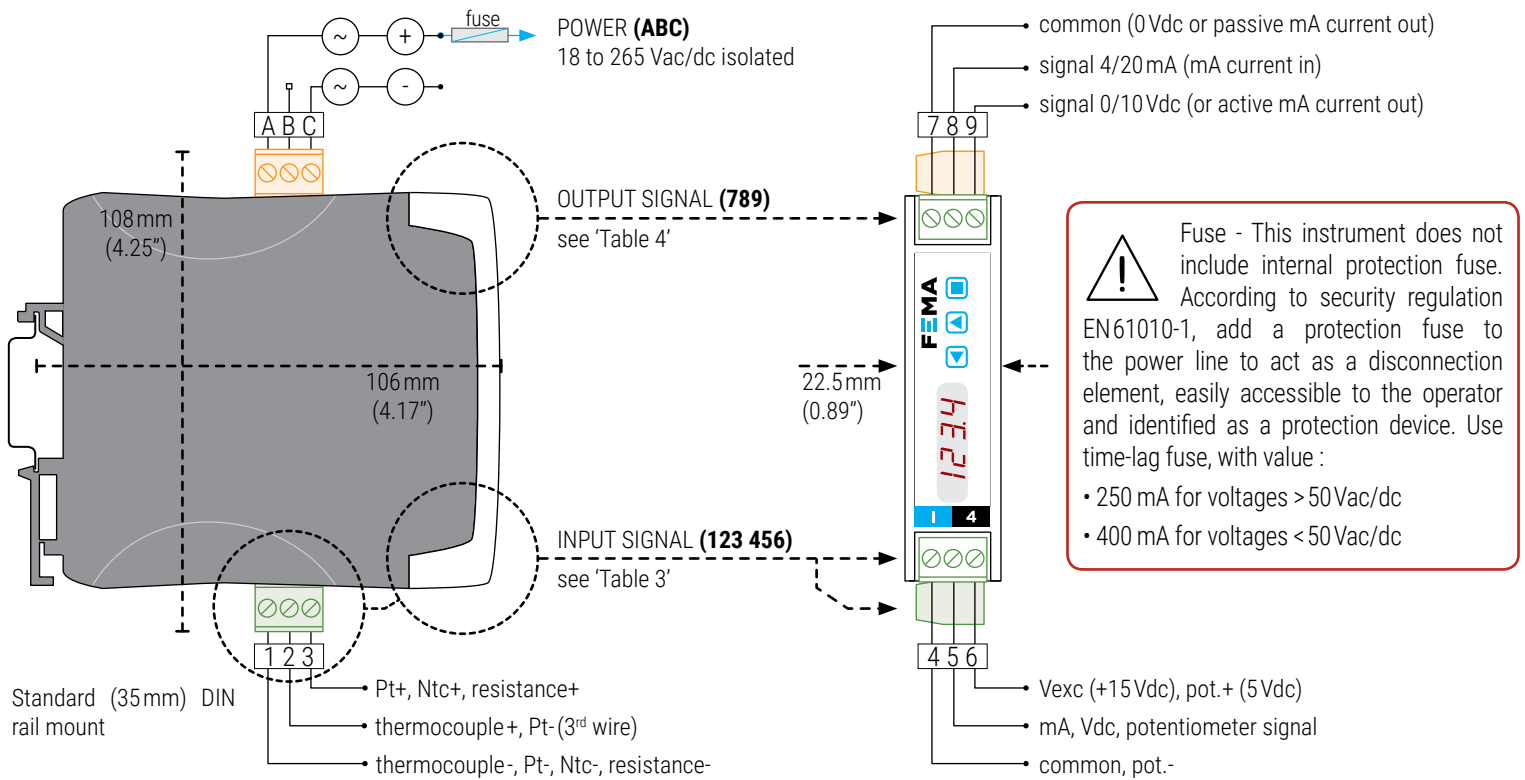 fuse
~
+
POWER (ABC)
18 to 265 Vac/dc isolated
~
-
A B C
common (0 Vdc or passive mA current out)
signal 4/20 mA (mA current in)
signal 0/10 Vdc (or active mA current out)
7 8 9
108 mm
(4.25”)
OUTPUT SIGNAL (789)
see ‘Table 4’
106 mm
(4.17”)
22.5 mm
(0.89”)
FEMA
12.34
1 4
! Fuse - This instrument does not
include internal protection fuse.
According to security regulation
EN 61010-1, add a protection fuse to
the power line to act as a disconnection
element, easily accessible to the operator
and identified as a protection device. Use
time-lag fuse, with value :
• 250 mA for voltages > 50 Vac/dc
• 400 mA for voltages < 50 Vac/dc
INPUT SIGNAL (123 456)
see ‘Table 3’
1 2 3
Standard (35 mm) DIN
rail mount
Pt+, Ntc+, resistance+
thermocouple +, Pt- (3rd wire)
thermocouple -, Pt-, Ntc-, resistance-
4 5 6
Vexc (+15 Vdc), pot.+ (5 Vdc)
mA, Vdc, potentiometer signal
common, pot.-